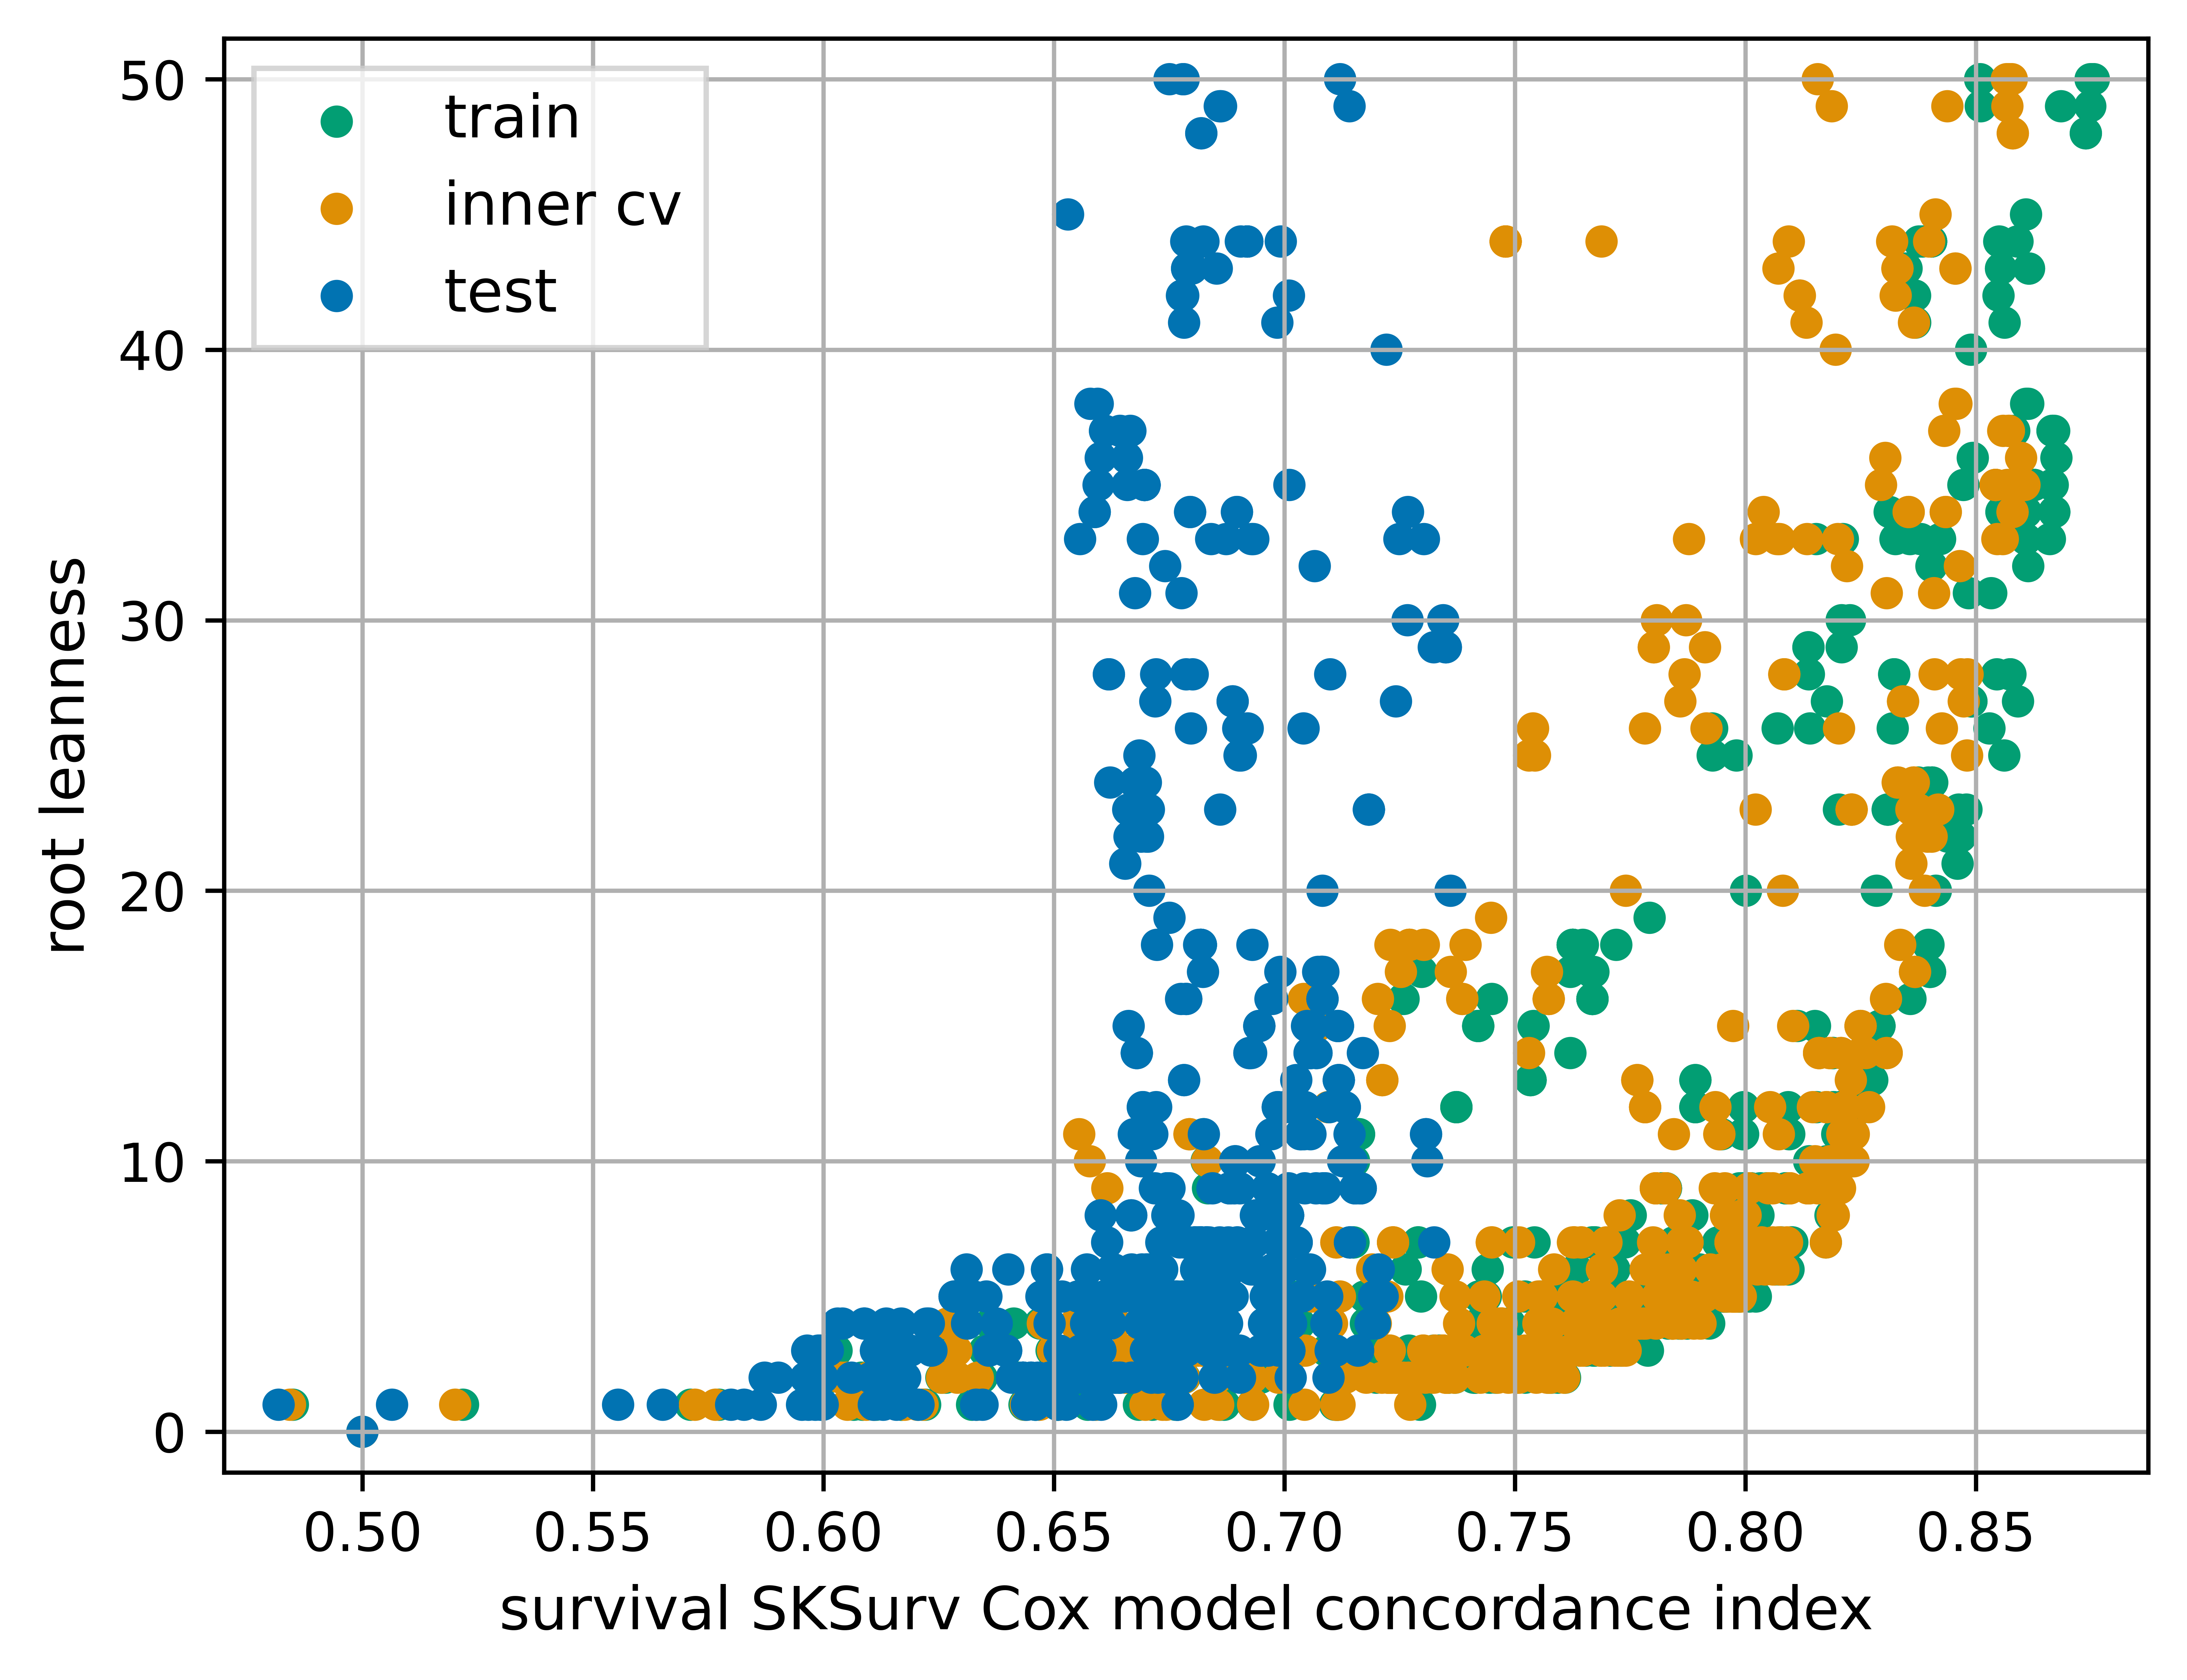 train
inner cv
test
root leanness
50
40
30
20
10
0
0.50 0.55 0.60 0.65 0.70 0.75 0.80 0.85
survival SKSurv Cox model concordance index